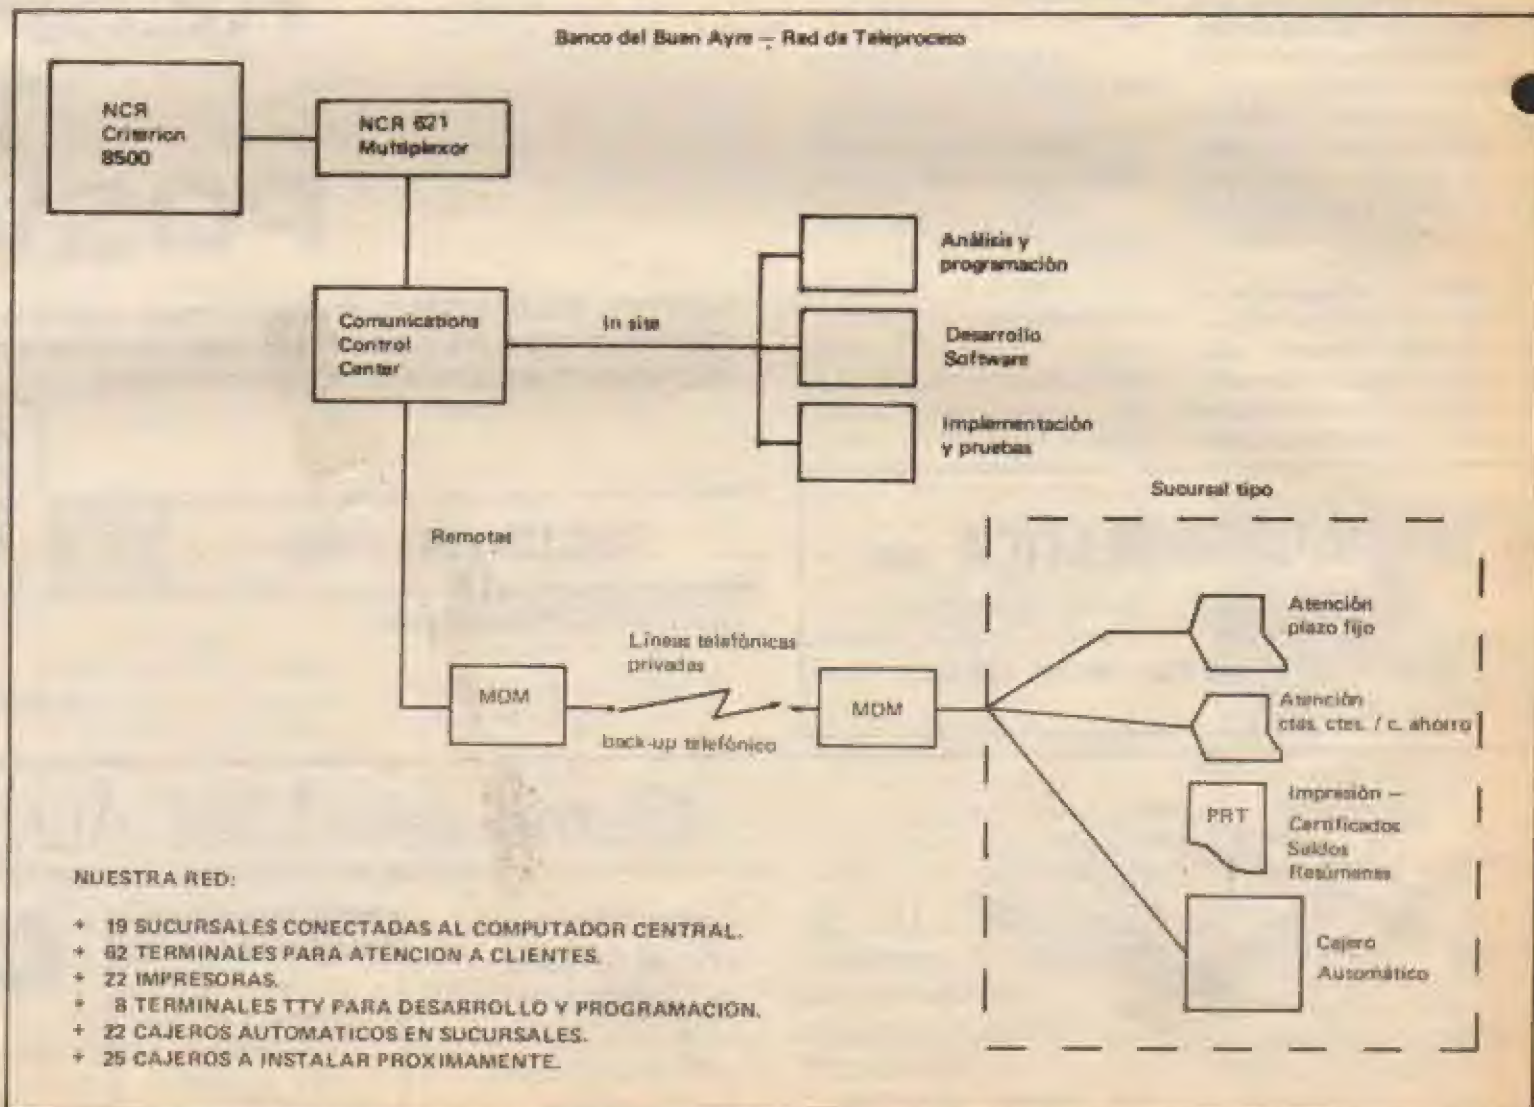 Banco del Buen Ayre — Red de Teleproceso
NCR
Criterion
8500
NCR 621
Multiplexor
Comunications
Control
Center
In site
Análisis y
programación
Desarrollo
Software
Implementación
y pruebas
Remotas
Sucursal tipo
MDM
Líneas telefónicas
privadas
back-up telefónico
MDM
Atención
plazo fijo
Atención
ctas. ctes. / c. ahorro
PRT
Impresión —
Certificados
Saldos
Resúmenes
Cajero
Automático
NUESTRA RED:
+ 19 SUCURSALES CONECTADAS AL COMPUTADOR CENTRAL.
+ 62 TERMINALES PARA ATENCION A CLIENTES.
+ 22 IMPRESORAS.
+ 8 TERMINALES TTY PARA DESARROLLO Y PROGRAMACION.
+ 22 CAJEROS AUTOMATICOS EN SUCURSALES.
+ 25 CAJEROS A INSTALAR PROXIMAMENTE.